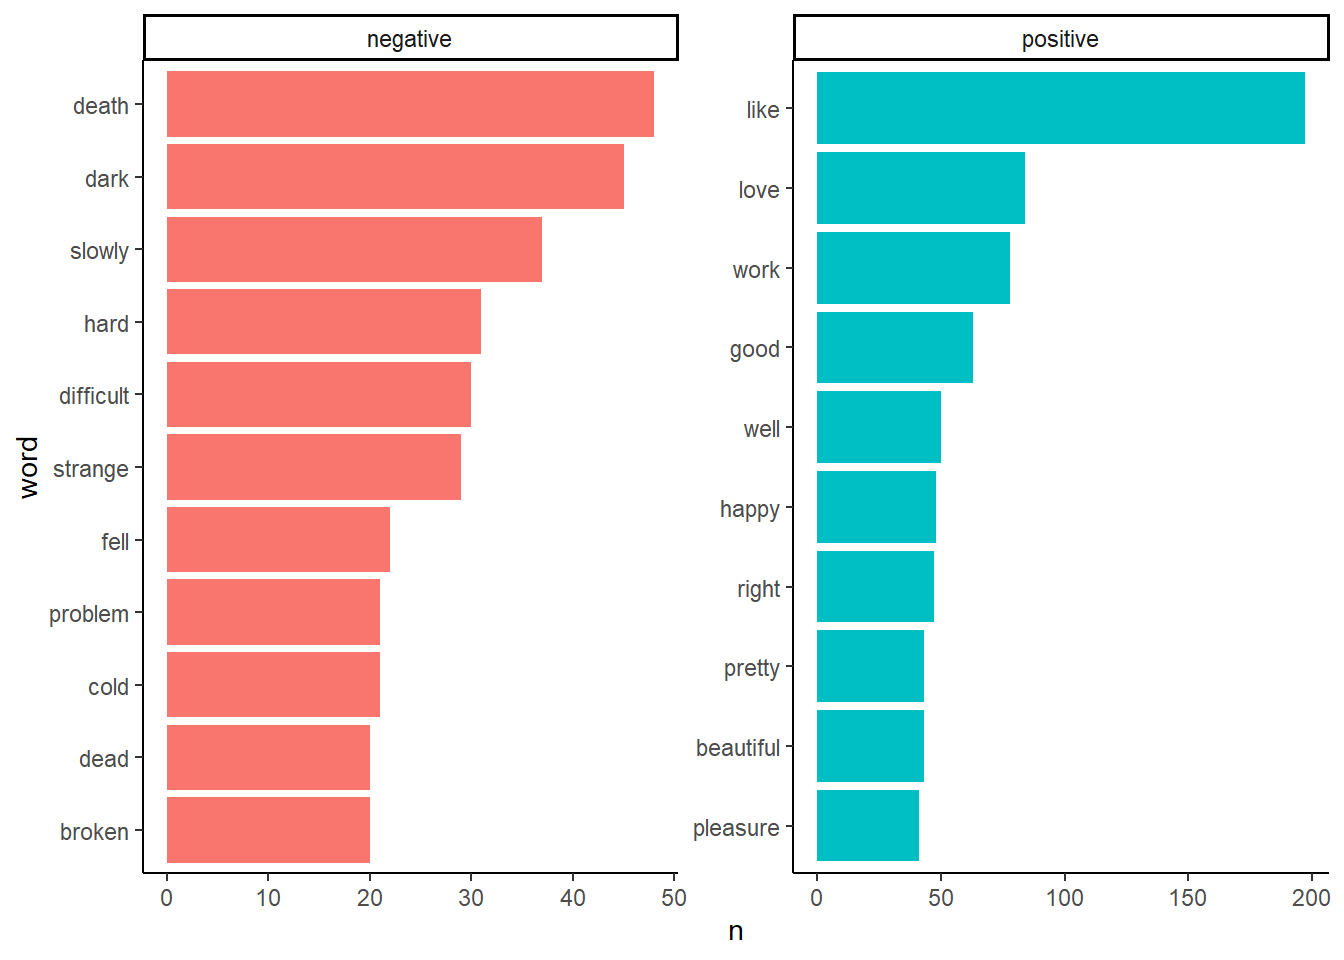 negative
death
dark
slowly
hard
difficult
strange
fell
problem
cold
dead
broken
0 10 20 30 40 50
positive
like
love
work
good
well
happy
right
pretty
beautiful
pleasure
0 50 100 150 200
word
n